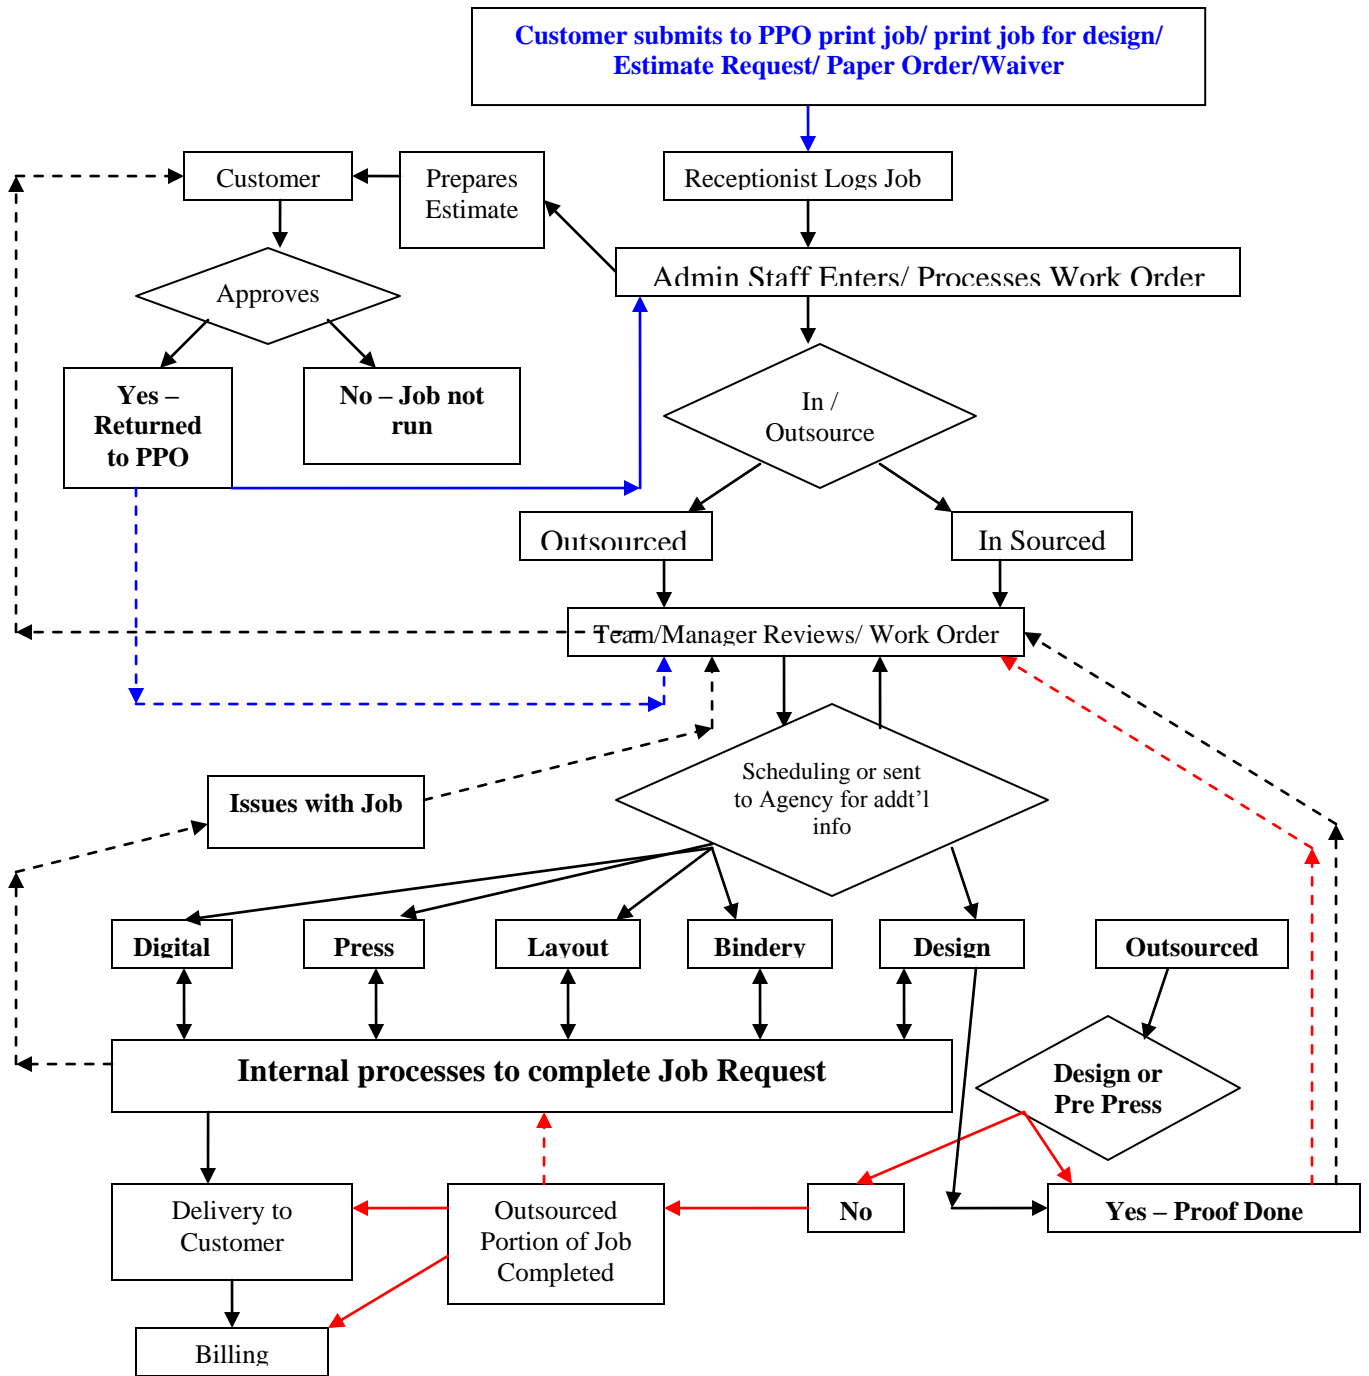 Customer submits to PPO print job/ print job for design/
Estimate Request/ Paper Order/Waiver
Customer
Prepares
Estimate
Receptionist Logs Job
Admin Staff Enters/ Processes Work Order
Approves
Yes –
Returned
to PPO
No – Job not
run
In /
Outsource
Outsourced
In Sourced
Team/Manager Reviews/ Work Order
Issues with Job
Scheduling or sent
to Agency for addt’l
info
Digital
Press
Layout
Bindery
Design
Outsourced
Internal processes to complete Job Request
Design or
Pre Press
Delivery to
Customer
Outsourced
Portion of Job
Completed
No
Yes – Proof Done
Billing